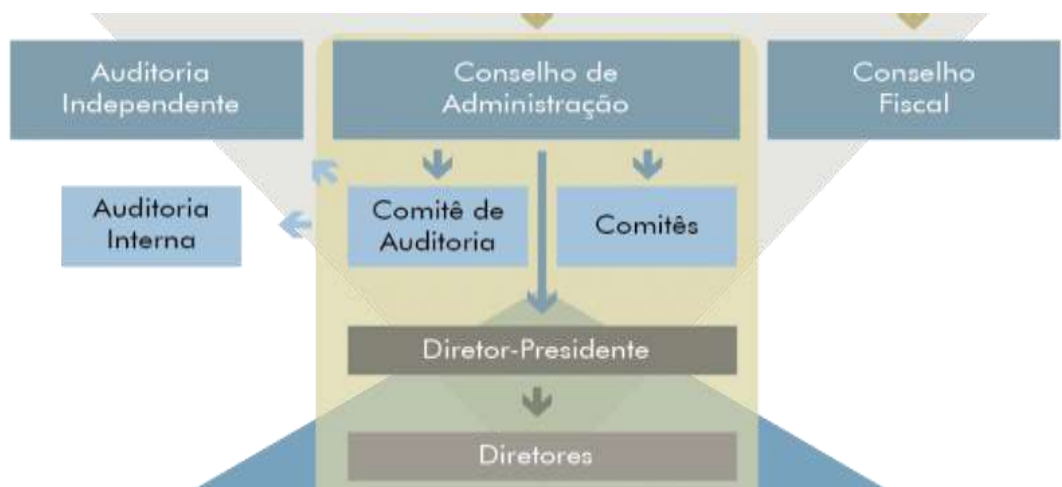 Auditoria
Independente
Conselho de
Administração
Conselho
Fiscal
Auditoria
Interna
Comitê de
Auditoria
Comitês
Diretor-Presidente
Diretores